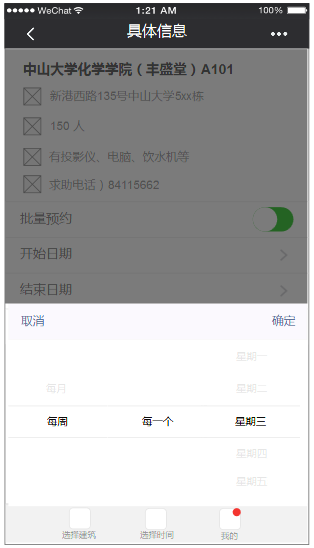 WeChat 1:21 AM 100%
具体信息
中山大学化学学院（丰盛堂）A101
新港西路135号中山大学5xx栋
150 人
有投影仪、电脑、饮水机等
求助电话）84115662
批量预约
开始日期
结束日期
取消 确定
星期一
每月 星期二
每周 每一个 星期三
星期四
星期五
选择建筑 选择时间 我的